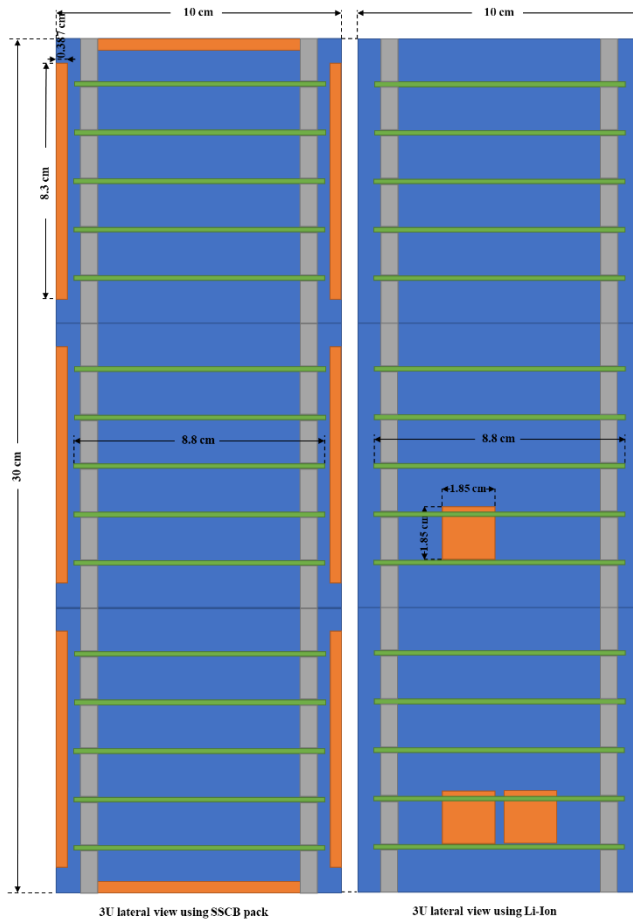 10 cm
10 cm
0.387 cm
8.3 cm
30 cm
8.8 cm
8.8 cm
1.85 cm
1.85 cm
3U lateral view using SSCB pack
3U lateral view using Li-Ion